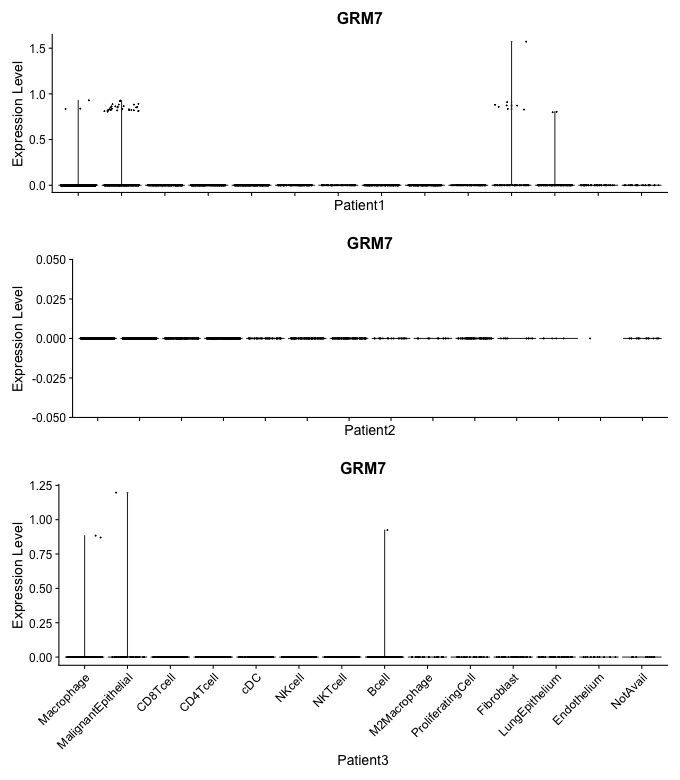 GRM7
Expression Level
1.5
1.0
0.5
0.0
Patient1
GRM7
Expression Level
0.050
0.025
0.000
-0.025
-0.050
Patient2
GRM7
Expression Level
1.25
1.00
0.75
0.50
0.25
0.00
Macrophage
MalignantEpithelial
CD8Tcell
CD4Tcell
cDC
NKcell
NKTcell
Bcell
M2Macrophage
ProliferatingCell
Fibroblast
LungEpithelium
Endothelium
NotAvail
Patient3